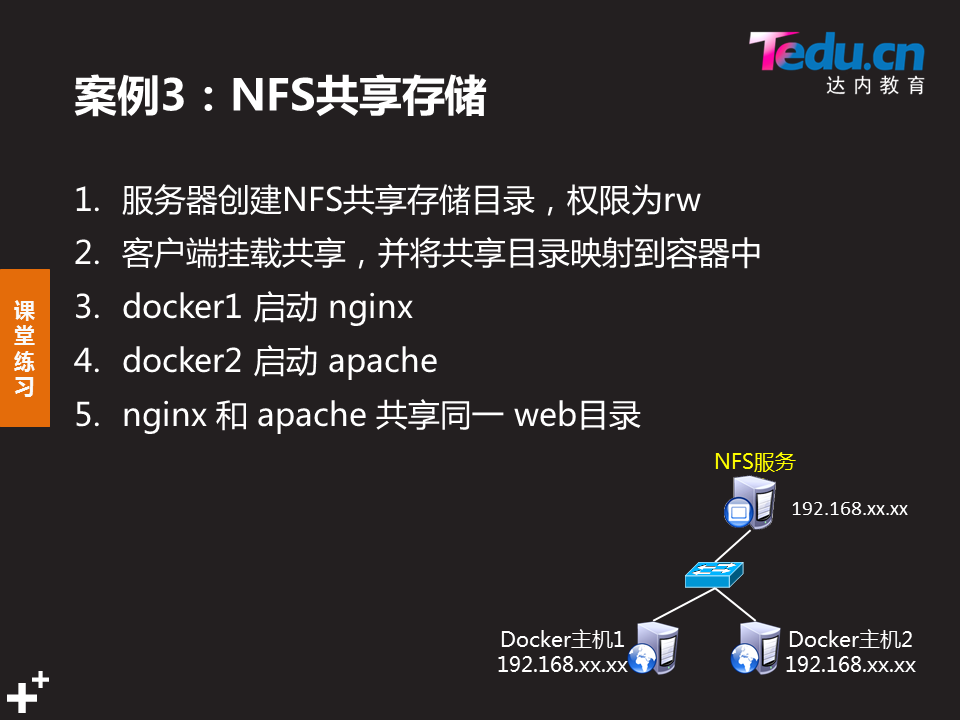 Tedu.cn
达内教育
案例3：NFS共享存储
1. 服务器创建NFS共享存储目录，权限为rw
2. 客户端挂载共享，并将共享目录映射到容器中
3. docker1 启动 nginx
4. docker2 启动 apache
5. nginx 和 apache 共享同一 web目录
课堂练习
NFS服务
192.168.xx.xx
Docker主机1
192.168.xx.xx
Docker主机2
192.168.xx.xx